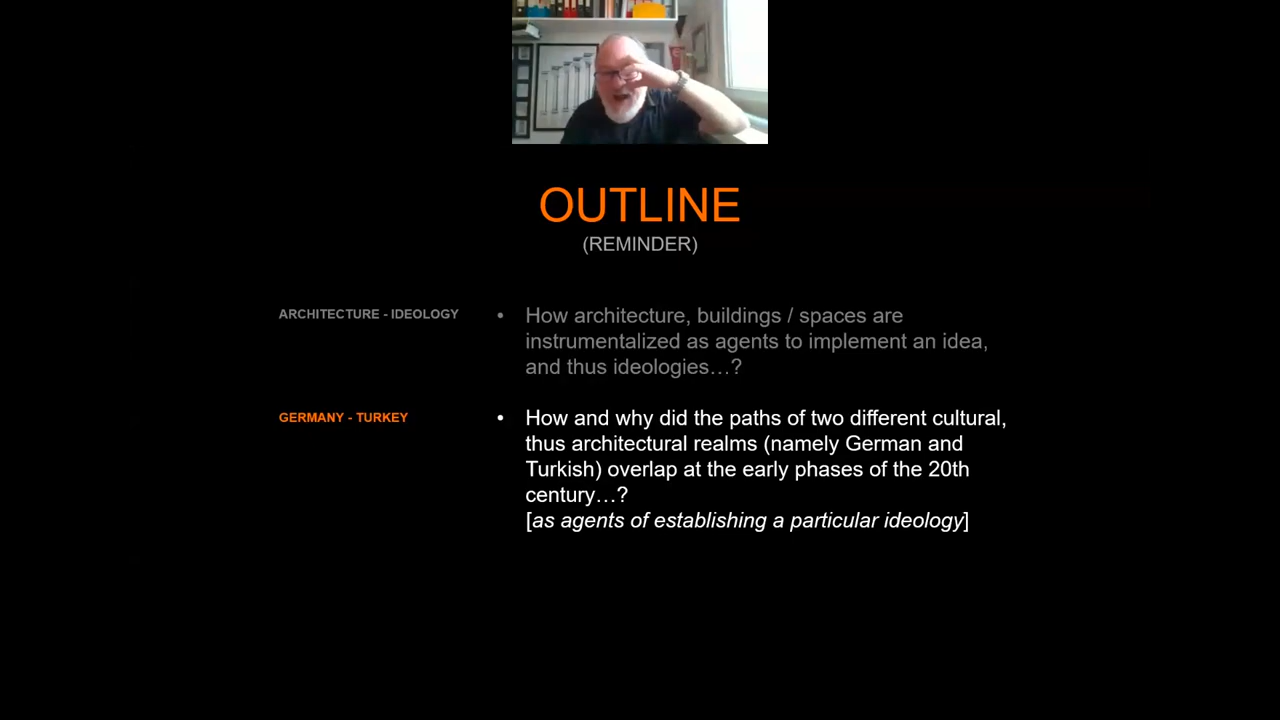 OUTLINE
(REMINDER)
ARCHITECTURE - IDEOLOGY
• How architecture, buildings / spaces are
instrumentalized as agents to implement an idea,
and thus ideologies…?
GERMANY - TURKEY
• How and why did the paths of two different cultural,
thus architectural realms (namely German and
Turkish) overlap at the early phases of the 20th
century…?
[as agents of establishing a particular ideology]